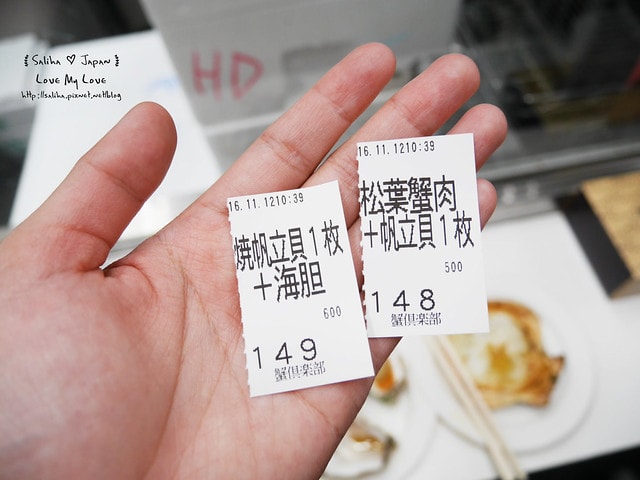 { Saliha ♡ Japan }
Love My Love
http://saliha.pixnet.net/blog
HD
16.11.1210:39
焼帆立貝1枚
+海胆
600
149
蟹倶楽部
16.11.1210:39
松葉蟹肉
+帆立貝1枚
500
148
蟹倶楽部